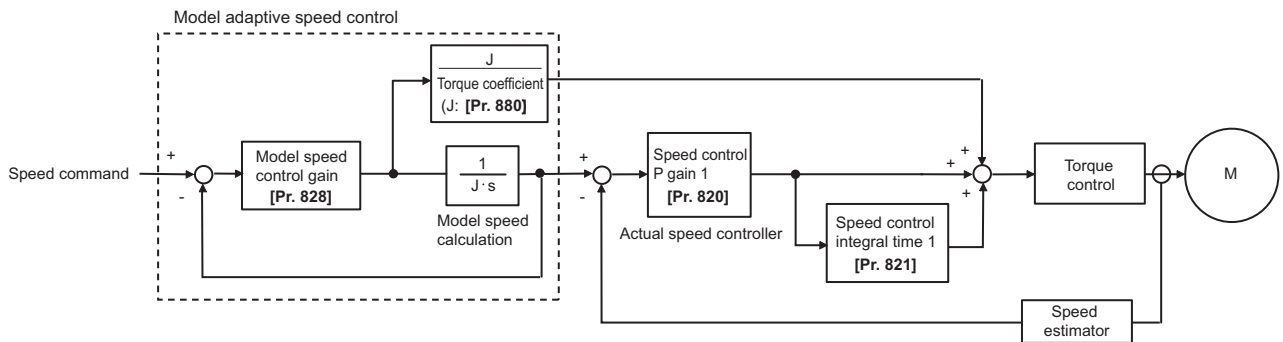 Model adaptive speed control
J
Torque coefficient
(J: [Pr. 880]
Speed command
+
-
Model speed
control gain
[Pr. 828]
1
J·s
Model speed
calculation
+
-
Speed control
P gain 1
[Pr. 820]
Actual speed controller
Speed control
integral time 1
[Pr. 821]
+
+
+
Torque
control
M
Speed
estimator